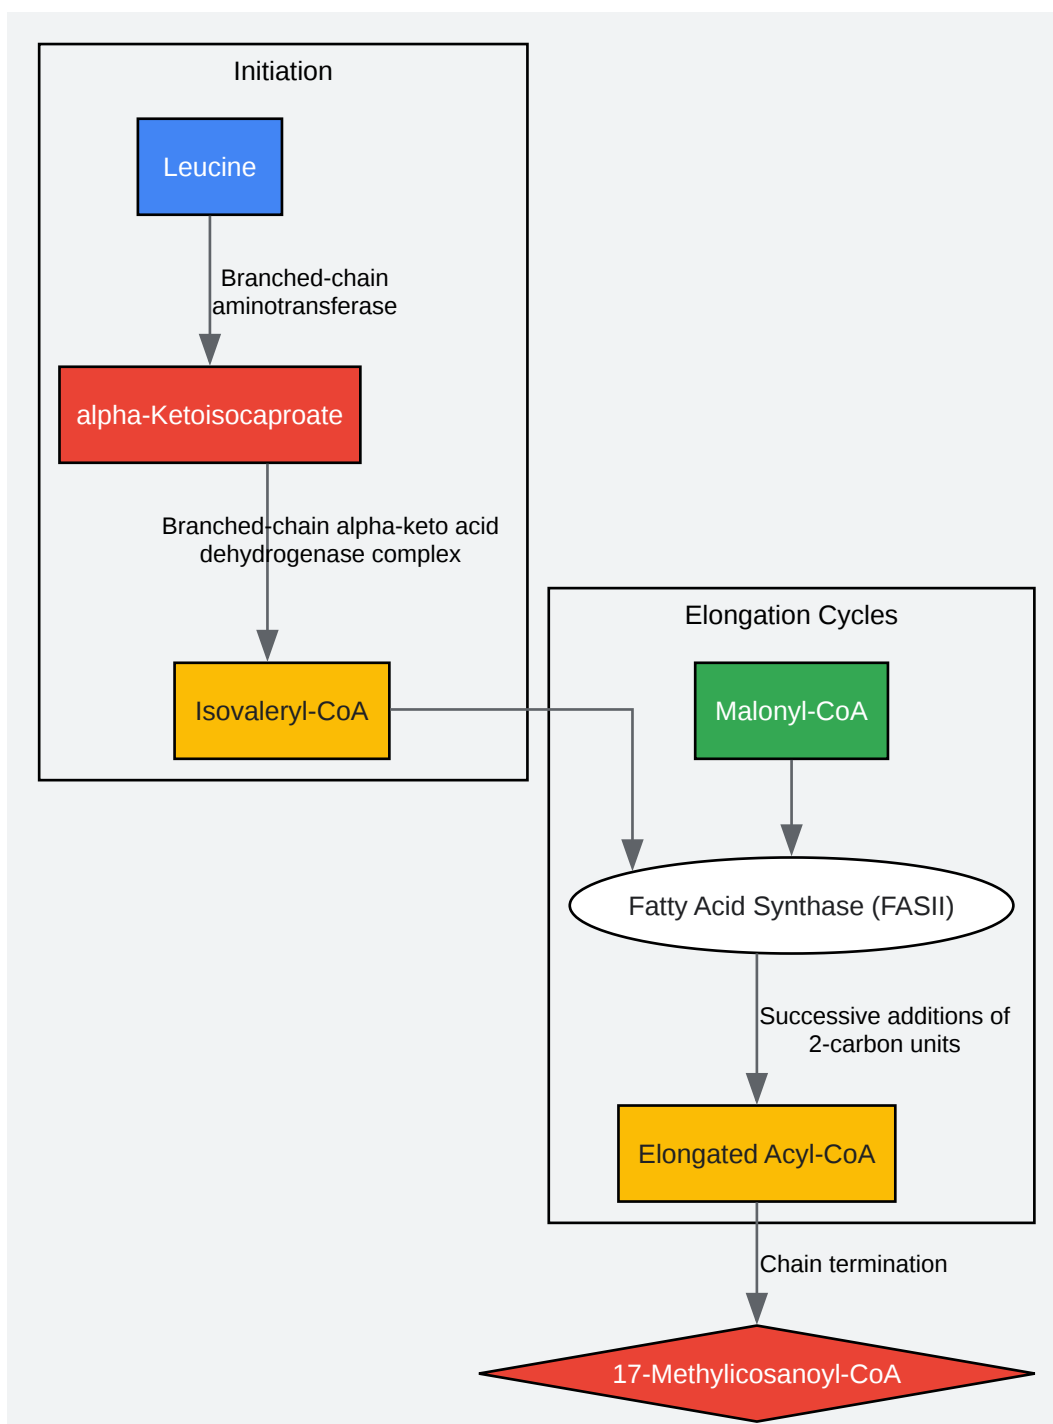 Initiation
Leucine
Branched-chain
aminotransferase
alpha-Ketoisocaproate
Branched-chain alpha-keto acid
dehydrogenase complex
Isovaleryl-CoA
Elongation Cycles
Malonyl-CoA
Fatty Acid Synthase (FASII)
Successive additions of
2-carbon units
Elongated Acyl-CoA
Chain termination
17-Methylicosanoyl-CoA